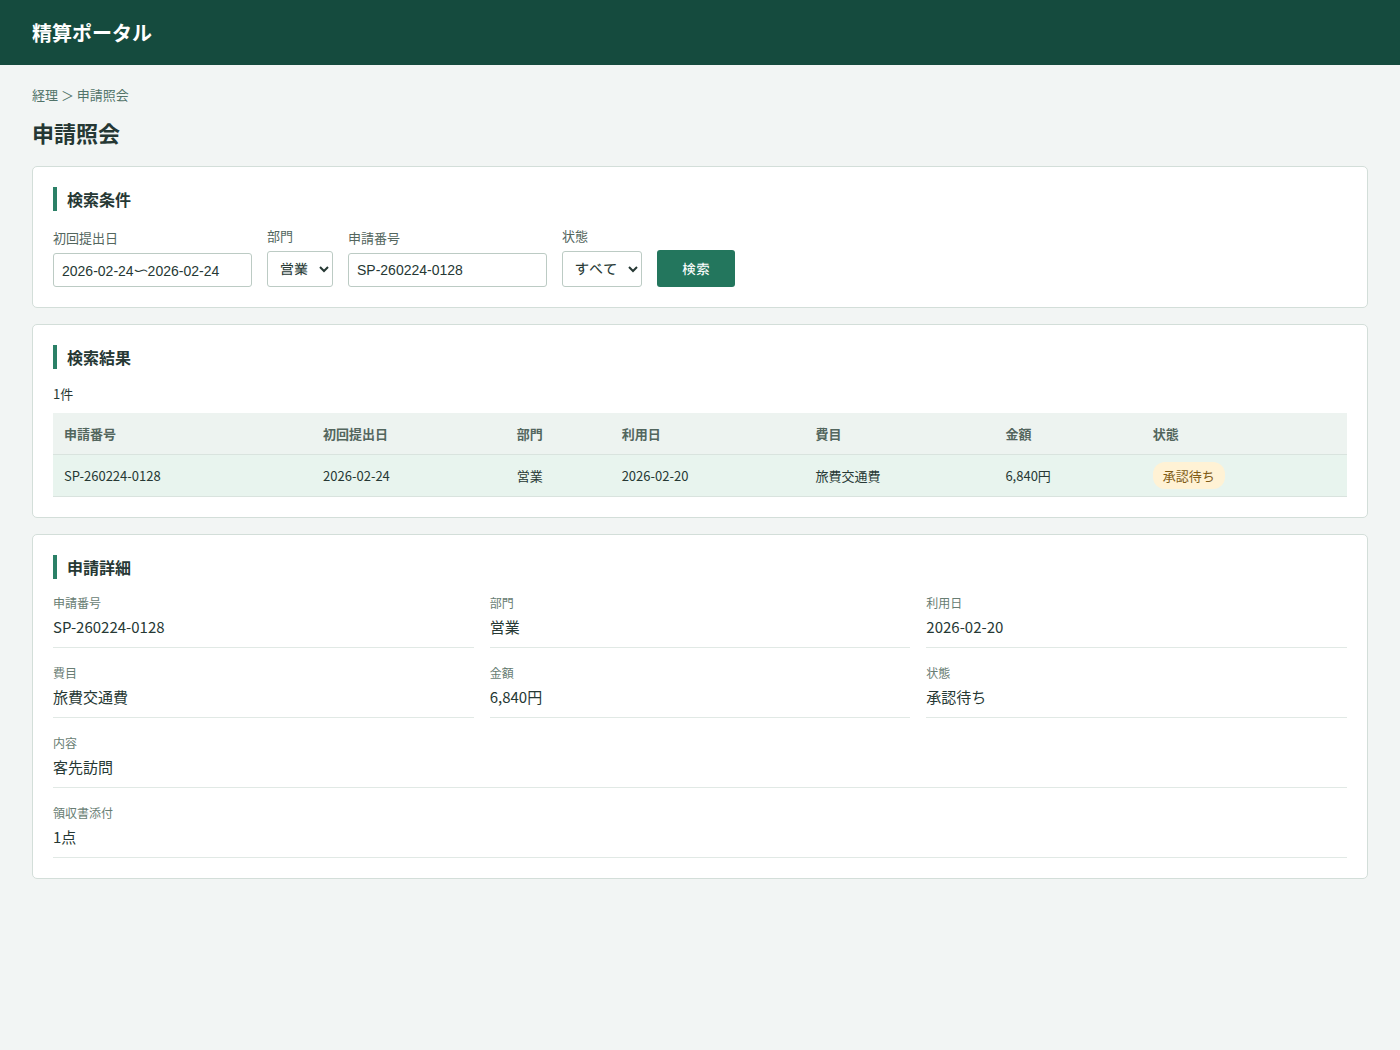 精算ポータル
経理 ＞ 申請照会
申請照会
検索条件
初回提出日 部門 申請番号 状態
2026-02-24〜2026-02-24 営業 SP-260224-0128 すべて 検索
検索結果
1件
申請番号 初回提出日 部門 利用日 費目 金額 状態
SP-260224-0128 2026-02-24 営業 2026-02-20 旅費交通費 6,840円 承認待ち
申請詳細
申請番号 部門 利用日
SP-260224-0128 営業 2026-02-20
費目 金額 状態
旅費交通費 6,840円 承認待ち
内容
客先訪問
領収書添付
1点